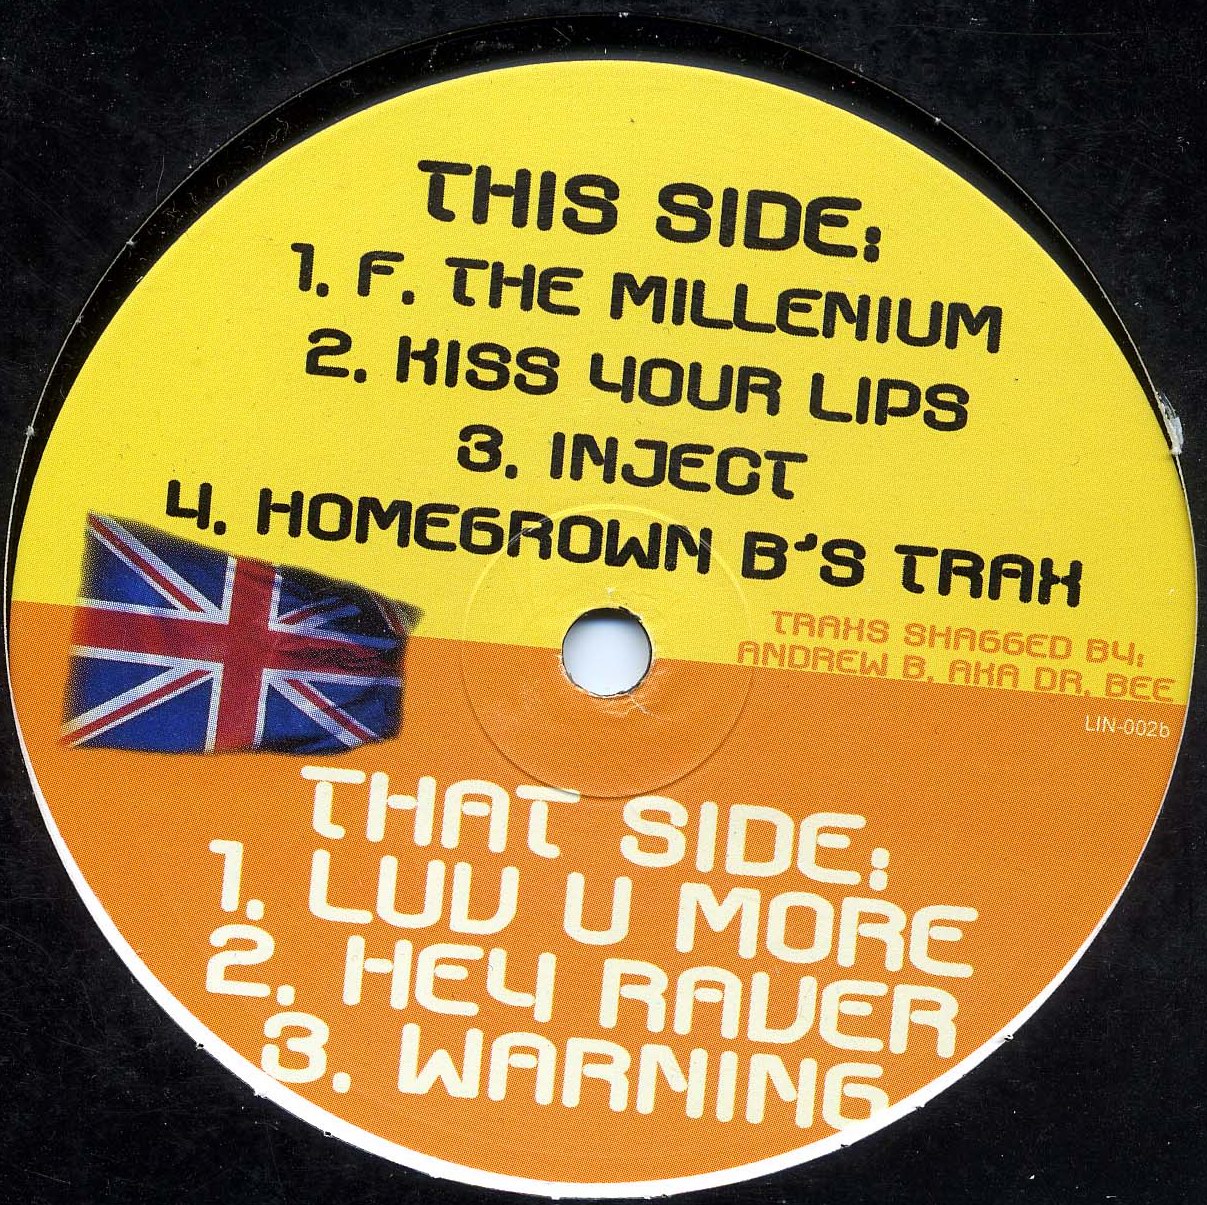 THIS SIDE:
1. F. THE MILLENIUM
2. KISS YOUR LIPS
3. INJECT
4. HOMEGROWN B'S TRAX
TRAXS SHAGGED BY:
ANDREW B. AKA DR. BEE
LIN-002b
THAT SIDE:
1. LUV U MORE
2. HEY RAVER
3. WARNING